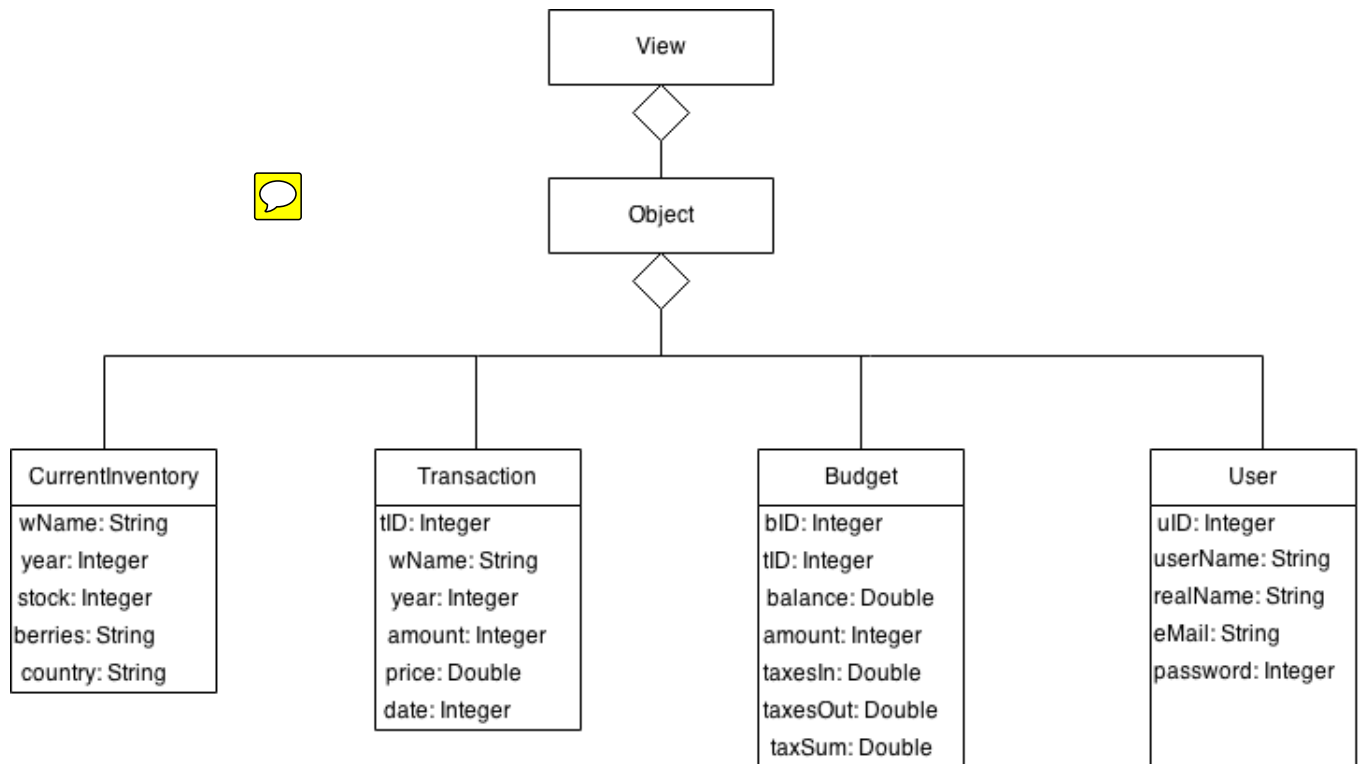 View
Object
CurrentInventory
wName: String
year: Integer
stock: Integer
berries: String
country: String
Transaction
tID: Integer
wName: String
year: Integer
amount: Integer
price: Double
date: Integer
Budget
bID: Integer
tID: Integer
balance: Double
amount: Integer
taxesIn: Double
taxesOut: Double
taxSum: Double
User
uID: Integer
userName: String
realName: String
eMail: String
password: Integer